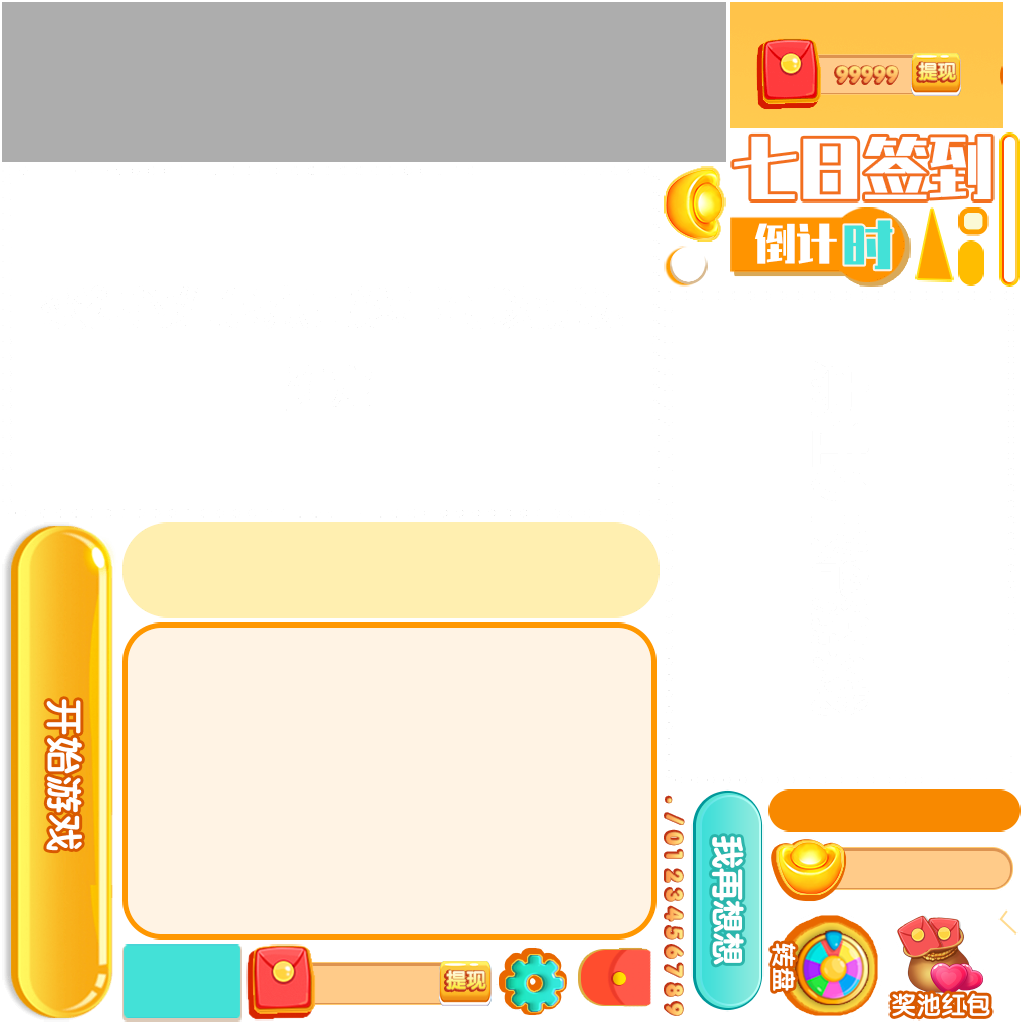 99999 提现
七日签到
倒计时
开始游戏
./0123456789
我再想想
提现
转盘
奖池红包